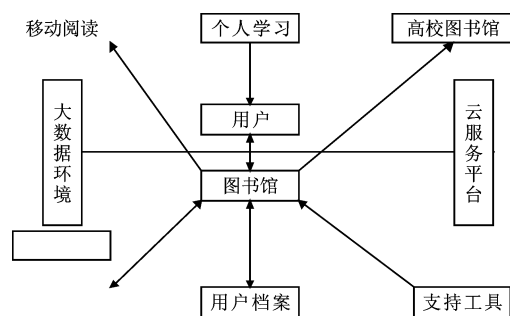 移动阅读
个人学习
高校图书馆
大数据环境
用户
云服务平台
图书馆
用户档案
支持工具